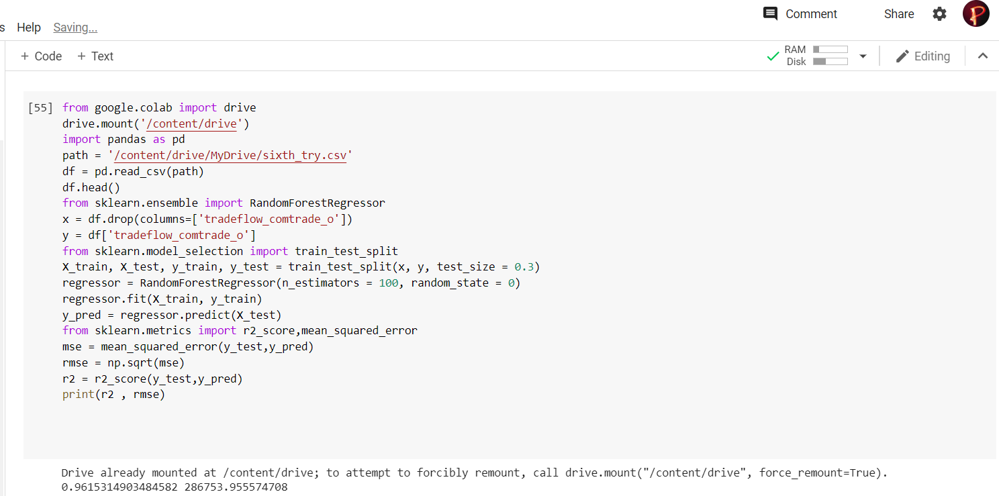 Comment Share
s Help Saving...
+ Code + Text RAM Disk Editing
[55] from google.colab import drive
drive.mount('/content/drive')
import pandas as pd
path = '/content/drive/MyDrive/sixth_try.csv'
df = pd.read_csv(path)
df.head()
from sklearn.ensemble import RandomForestRegressor
x = df.drop(columns=['tradeflow_comtrade_o'])
y = df['tradeflow_comtrade_o']
from sklearn.model_selection import train_test_split
X_train, X_test, y_train, y_test = train_test_split(x, y, test_size = 0.3)
regressor = RandomForestRegressor(n_estimators = 100, random_state = 0)
regressor.fit(X_train, y_train)
y_pred = regressor.predict(X_test)
from sklearn.metrics import r2_score,mean_squared_error
mse = mean_squared_error(y_test,y_pred)
rmse = np.sqrt(mse)
r2 = r2_score(y_test,y_pred)
print(r2 , rmse)
Drive already mounted at /content/drive; to attempt to forcibly remount, call drive.mount("/content/drive", force_remount=True).
0.9615314903484582 286753.955574708